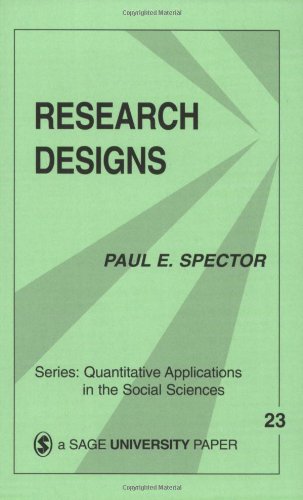 RESEARCH
DESIGNS
PAUL E. SPECTOR
Series: Quantitative Applications
in the Social Sciences
23
S a SAGE UNIVERSITY PAPER